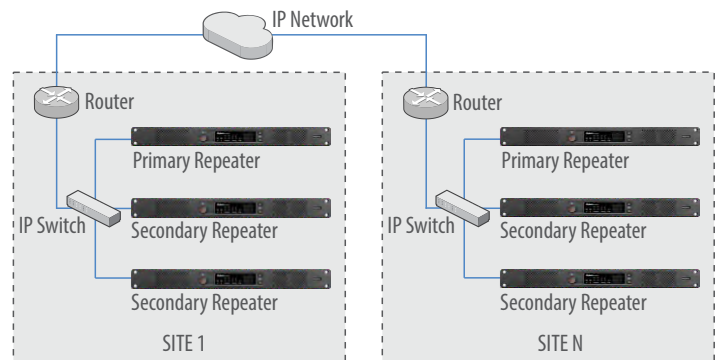 IP Network
Router
Primary Repeater
IP Switch
Secondary Repeater
Secondary Repeater
SITE 1
Router
Primary Repeater
IP Switch
Secondary Repeater
Secondary Repeater
SITE N